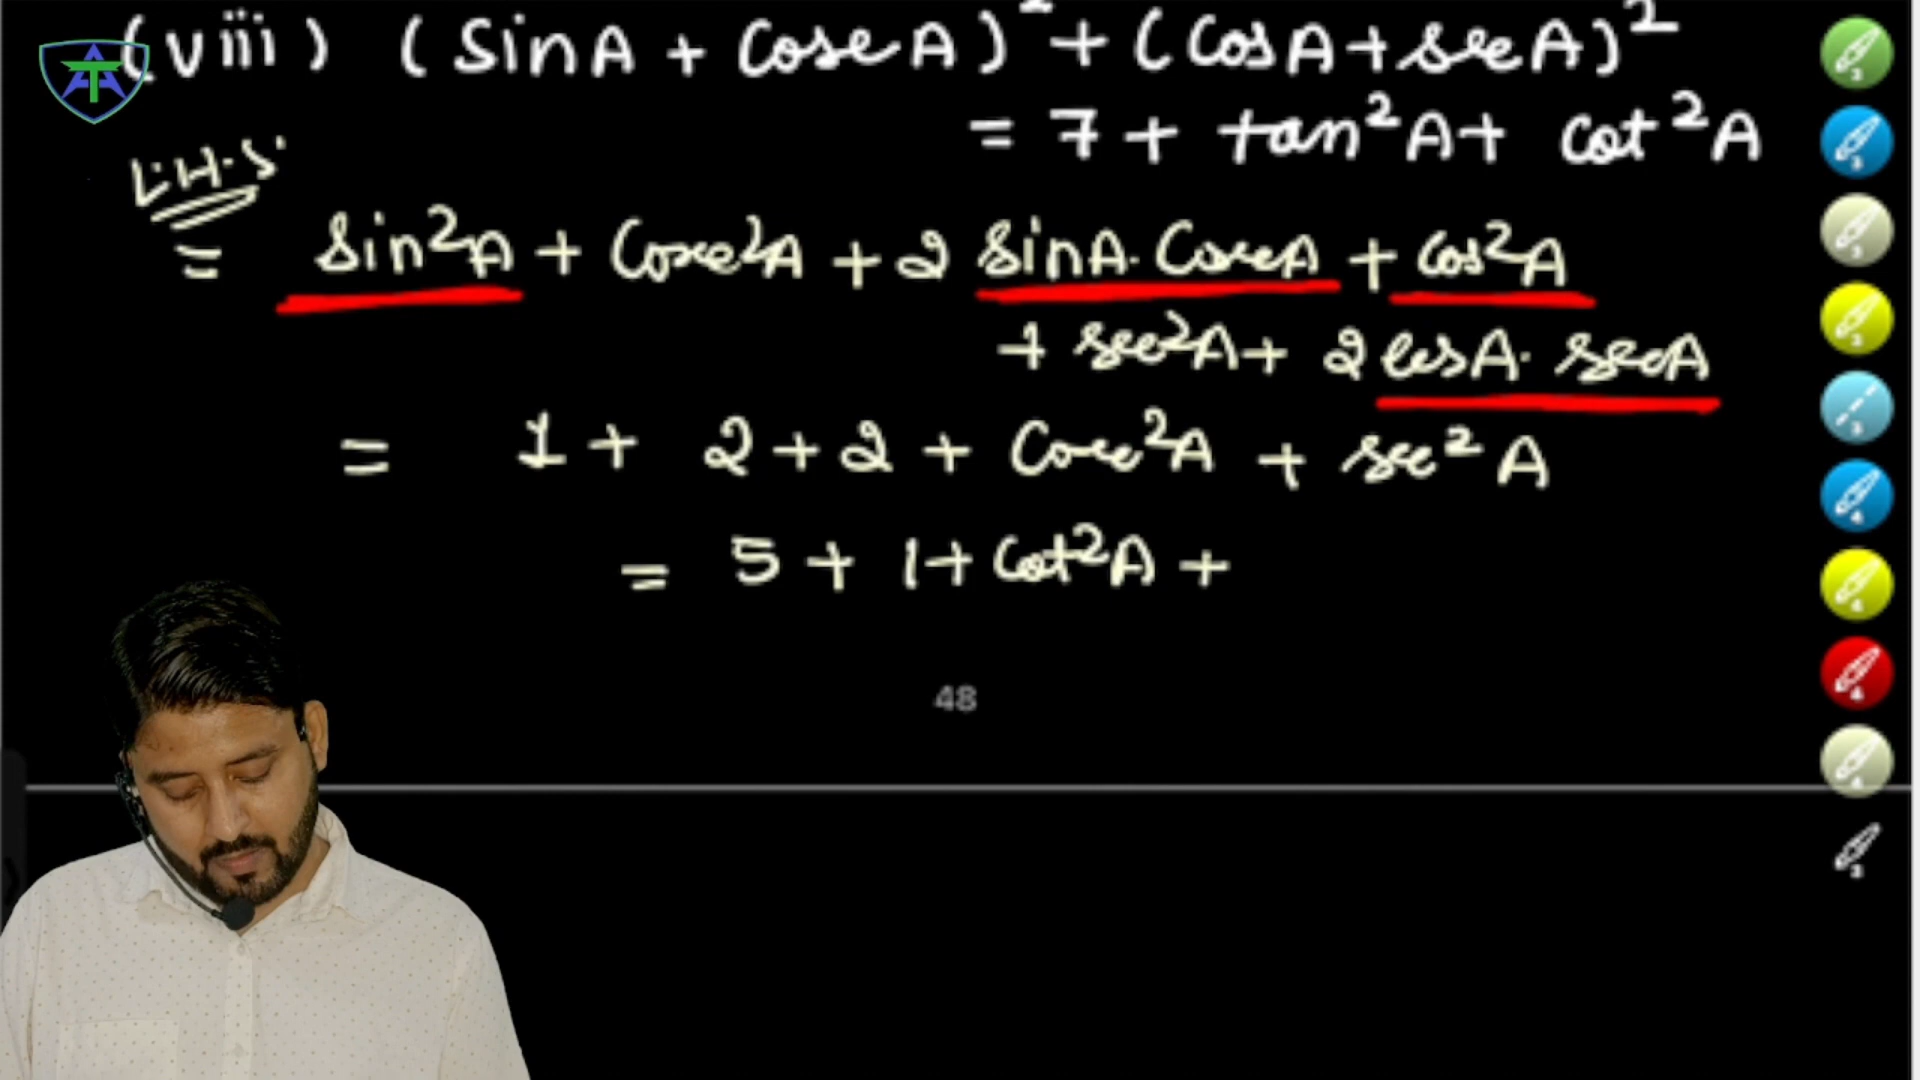 (viii) (sinA + cosecA)² + (cosA + secA)²
= 7 + tan²A + cot²A
L.H.S.
= sin²A + cosec²A + 2 sinA. cosecA + cos²A
+ sec²A + 2 cosA. secA
= 1 + 2 + 2 + cosec²A + sec²A
= 5 + 1 + cot²A +
48